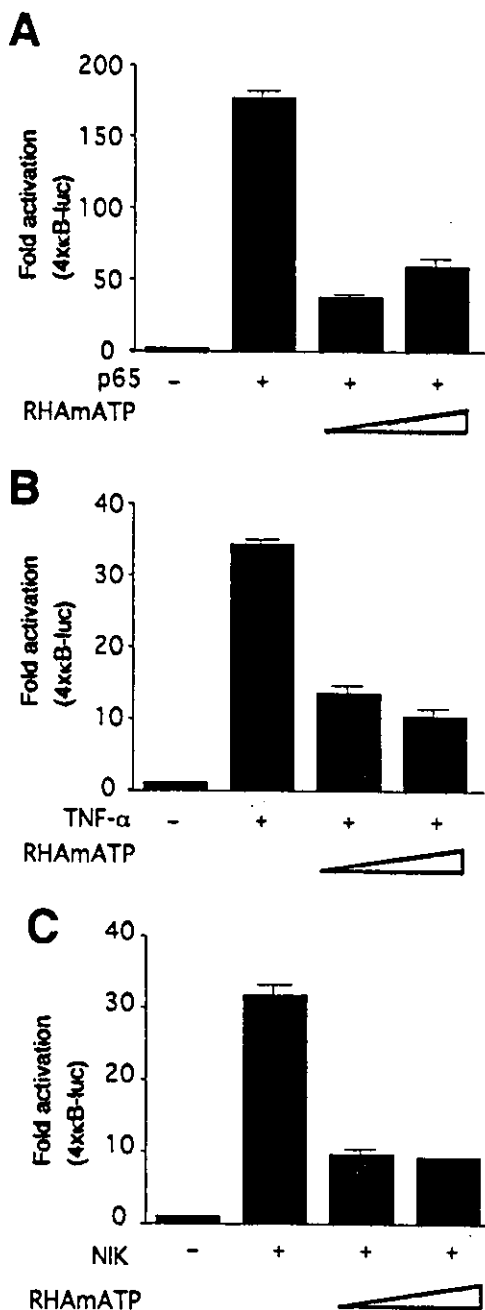 A
Fold activation
(4xκB-luc)
200
150
100
50
0
p65 - + + +
RHAmATP
B
Fold activation
(4xκB-luc)
40
30
20
10
0
TNF-α - + + +
RHAmATP
C
Fold activation
(4xκB-luc)
40
30
20
10
0
NIK - + + +
RHAmATP